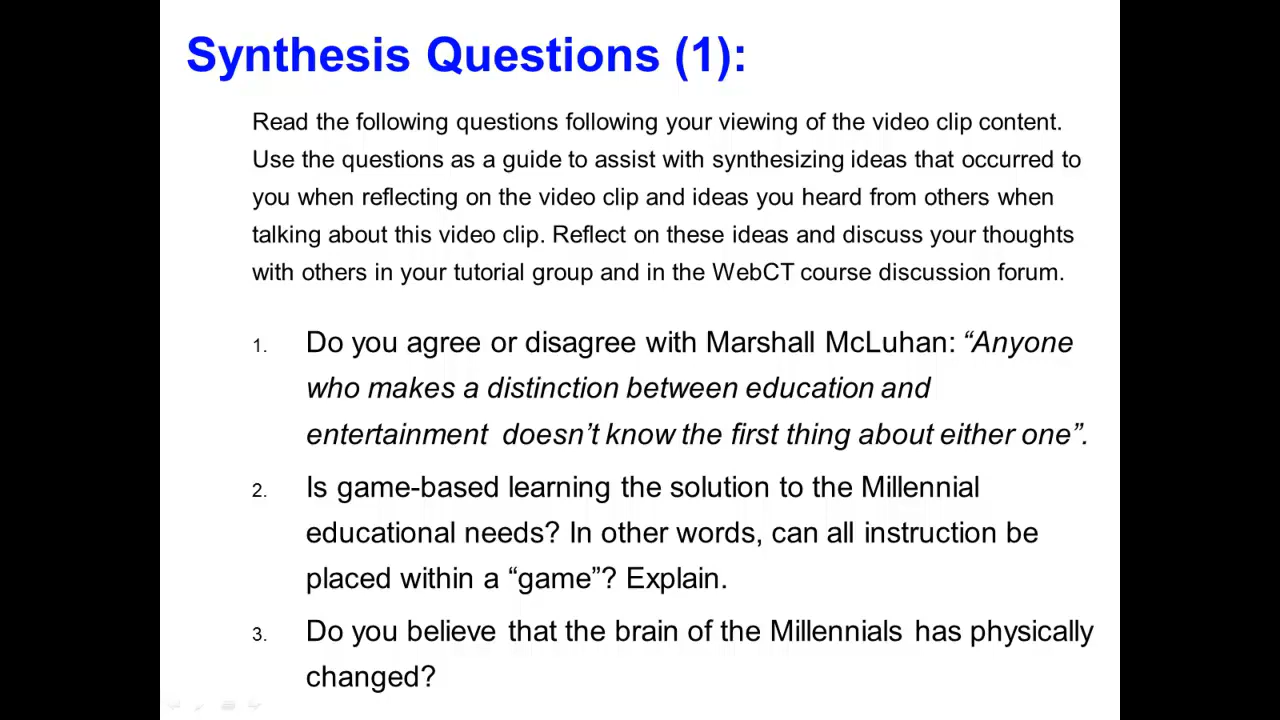 Synthesis Questions (1):
Read the following questions following your viewing of the video clip content.
Use the questions as a guide to assist with synthesizing ideas that occurred to
you when reflecting on the video clip and ideas you heard from others when
talking about this video clip. Reflect on these ideas and discuss your thoughts
with others in your tutorial group and in the WebCT course discussion forum.
1. Do you agree or disagree with Marshall McLuhan: “Anyone
who makes a distinction between education and
entertainment doesn’t know the first thing about either one”.
2. Is game-based learning the solution to the Millennial
educational needs? In other words, can all instruction be
placed within a “game”? Explain.
3. Do you believe that the brain of the Millennials has physically
changed?